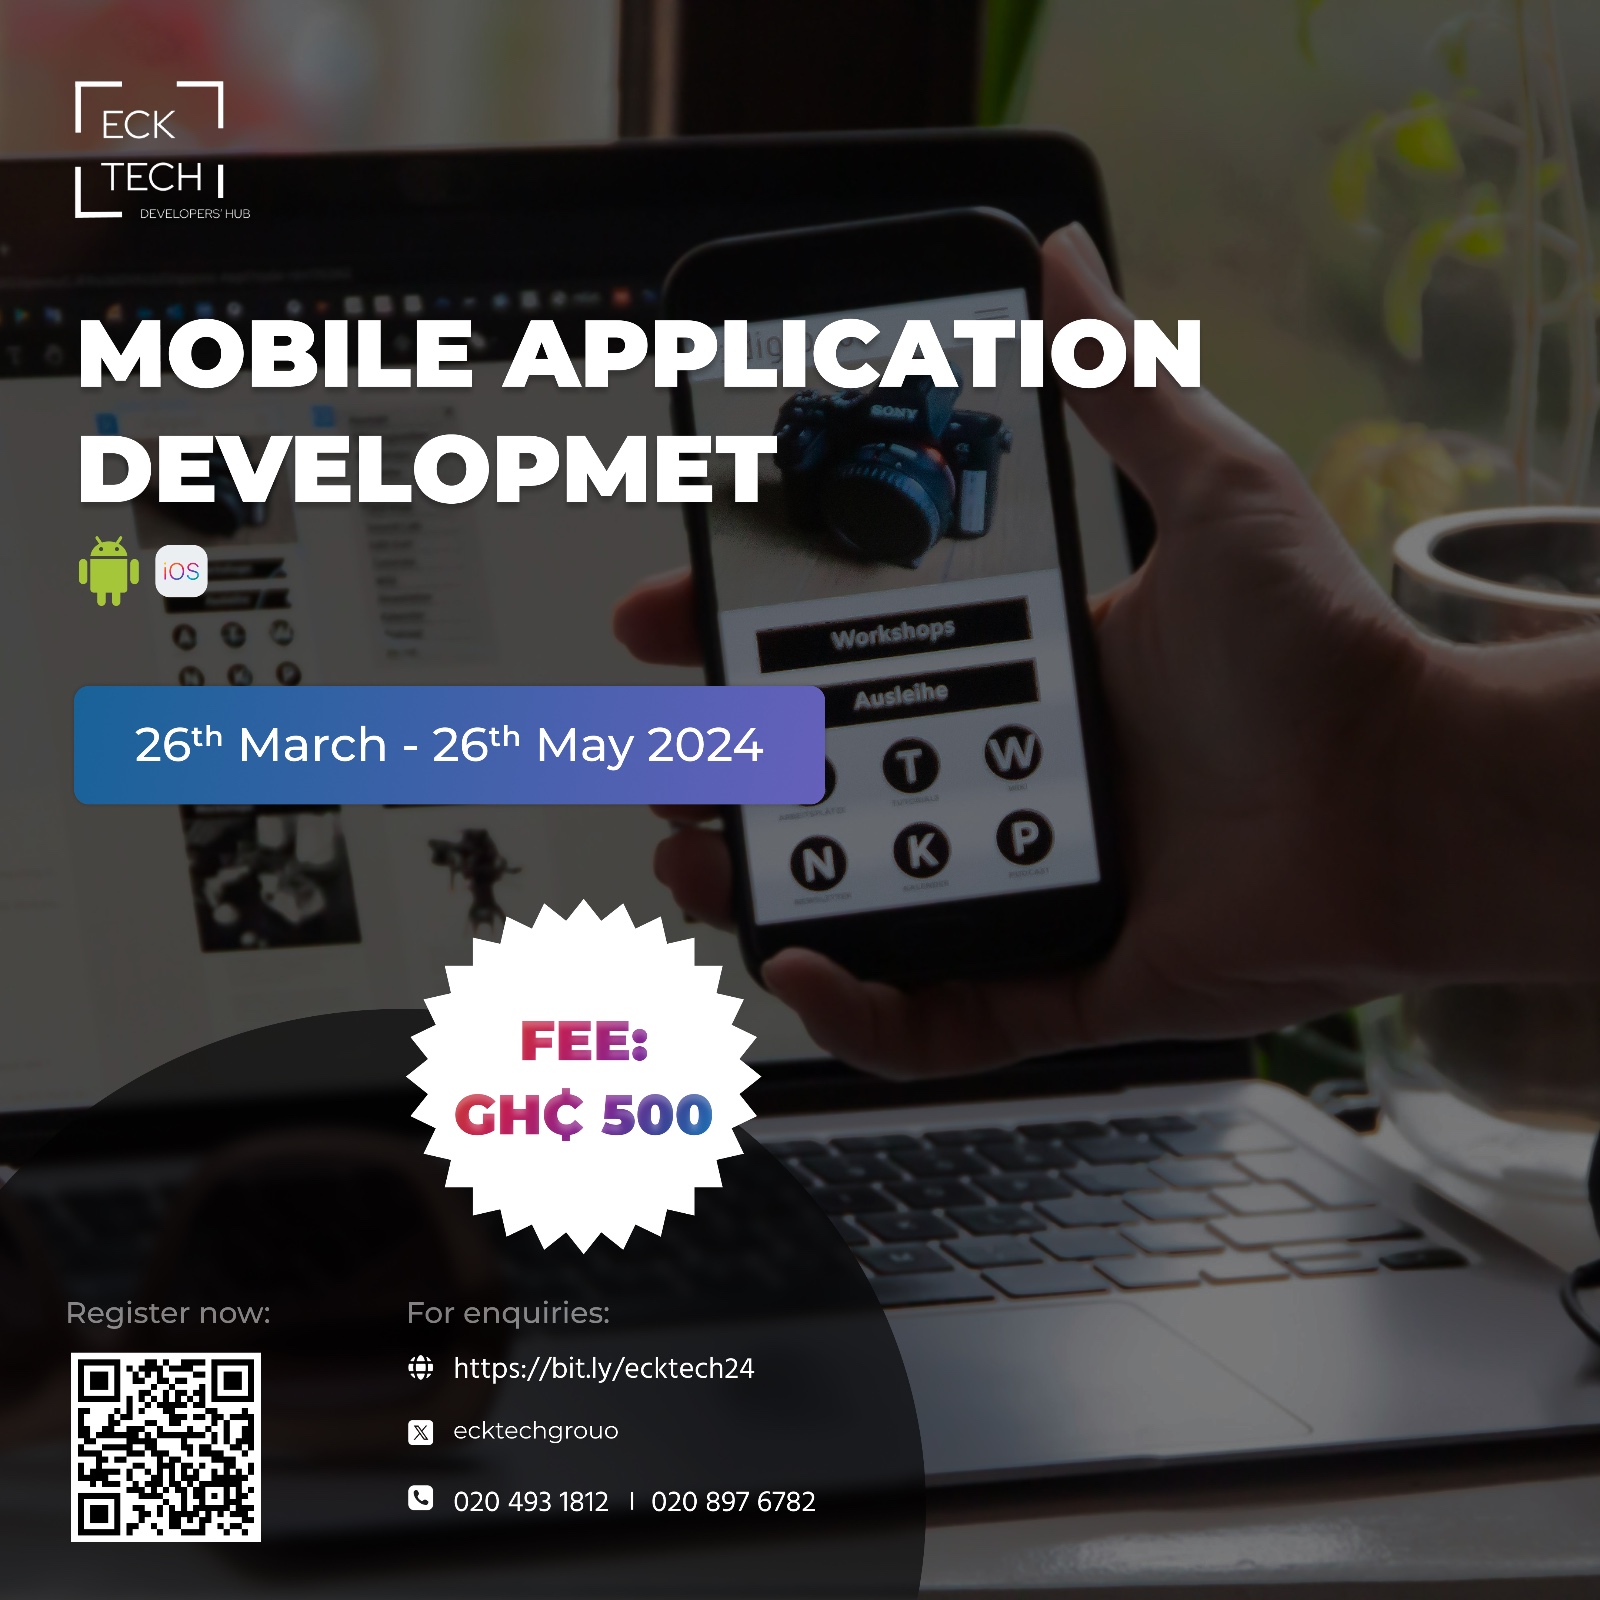 ECK
TECH
DEVELOPERS' HUB
MOBILE APPLICATION
DEVELOPMET
iOS
26th March - 26th May 2024
SONY
Workshops
Ausleihe
T W
N K P
FEE:
GH₵ 500
Register now:
For enquiries:
https://bit.ly/ecktech24
ecktechgrouo
020 493 1812 | 020 897 6782